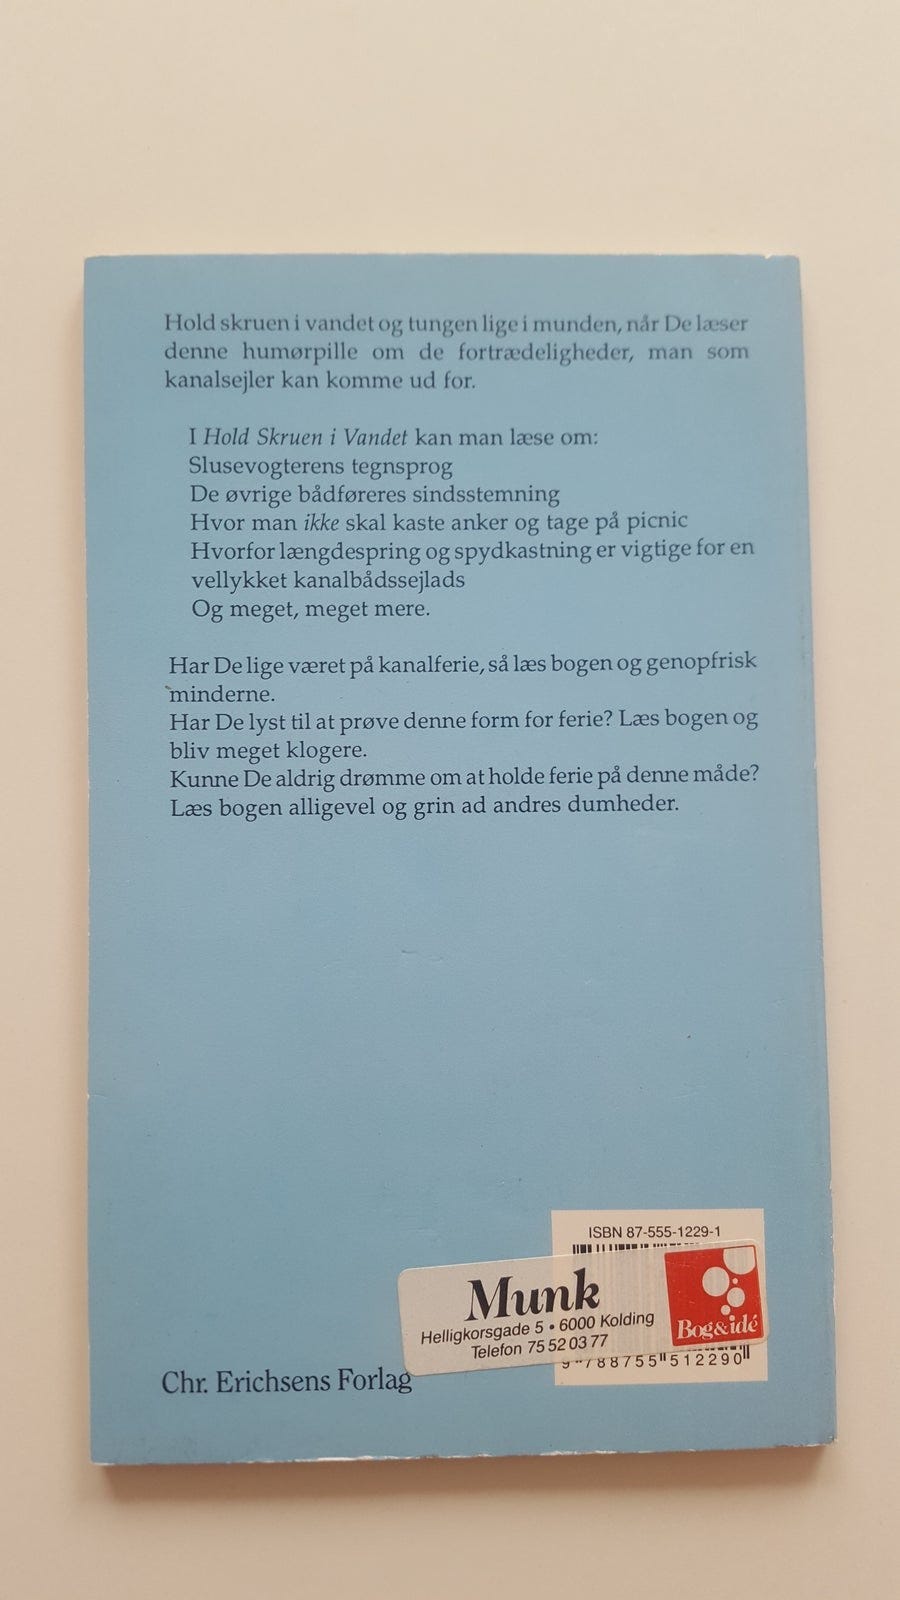 Hold skruen i vandet og tungen lige i munden, når De læser
denne humørpille om de fortrædeligheder, man som
kanalsejler kan komme ud for.
I Hold Skruen i Vandet kan man læse om:
Slusevogterens tegnsprog
De øvrige bådføreres sindsstemning
Hvor man ikke skal kaste anker og tage på picnic
Hvorfor længdespring og spydkastning er vigtige for en
vellykket kanalbådssejlads
Og meget, meget mere.
Har De lige været på kanalferie, så læs bogen og genopfrisk
minderne.
Har De lyst til at prøve denne form for ferie? Læs bogen og
bliv meget klogere.
Kunne De aldrig drømme om at holde ferie på denne måde?
Læs bogen alligevel og grin ad andres dumheder.
ISBN 87-555-1229-1
Munk
Helligkorsgade 5 • 6000 Kolding
Telefon 75 52 03 77
Bog&idé
9 788755 512290
Chr. Erichsens Forlag